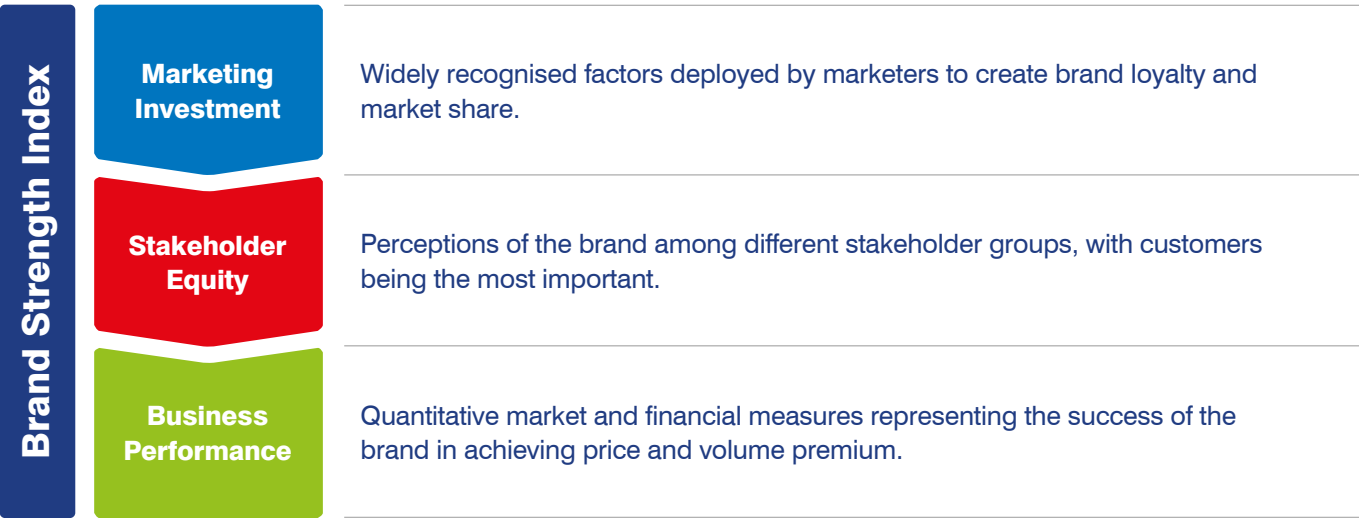 Brand Strength Index
Marketing
Investment
Widely recognised factors deployed by marketers to create brand loyalty and
market share.
Stakeholder
Equity
Perceptions of the brand among different stakeholder groups, with customers
being the most important.
Business
Performance
Quantitative market and financial measures representing the success of the
brand in achieving price and volume premium.